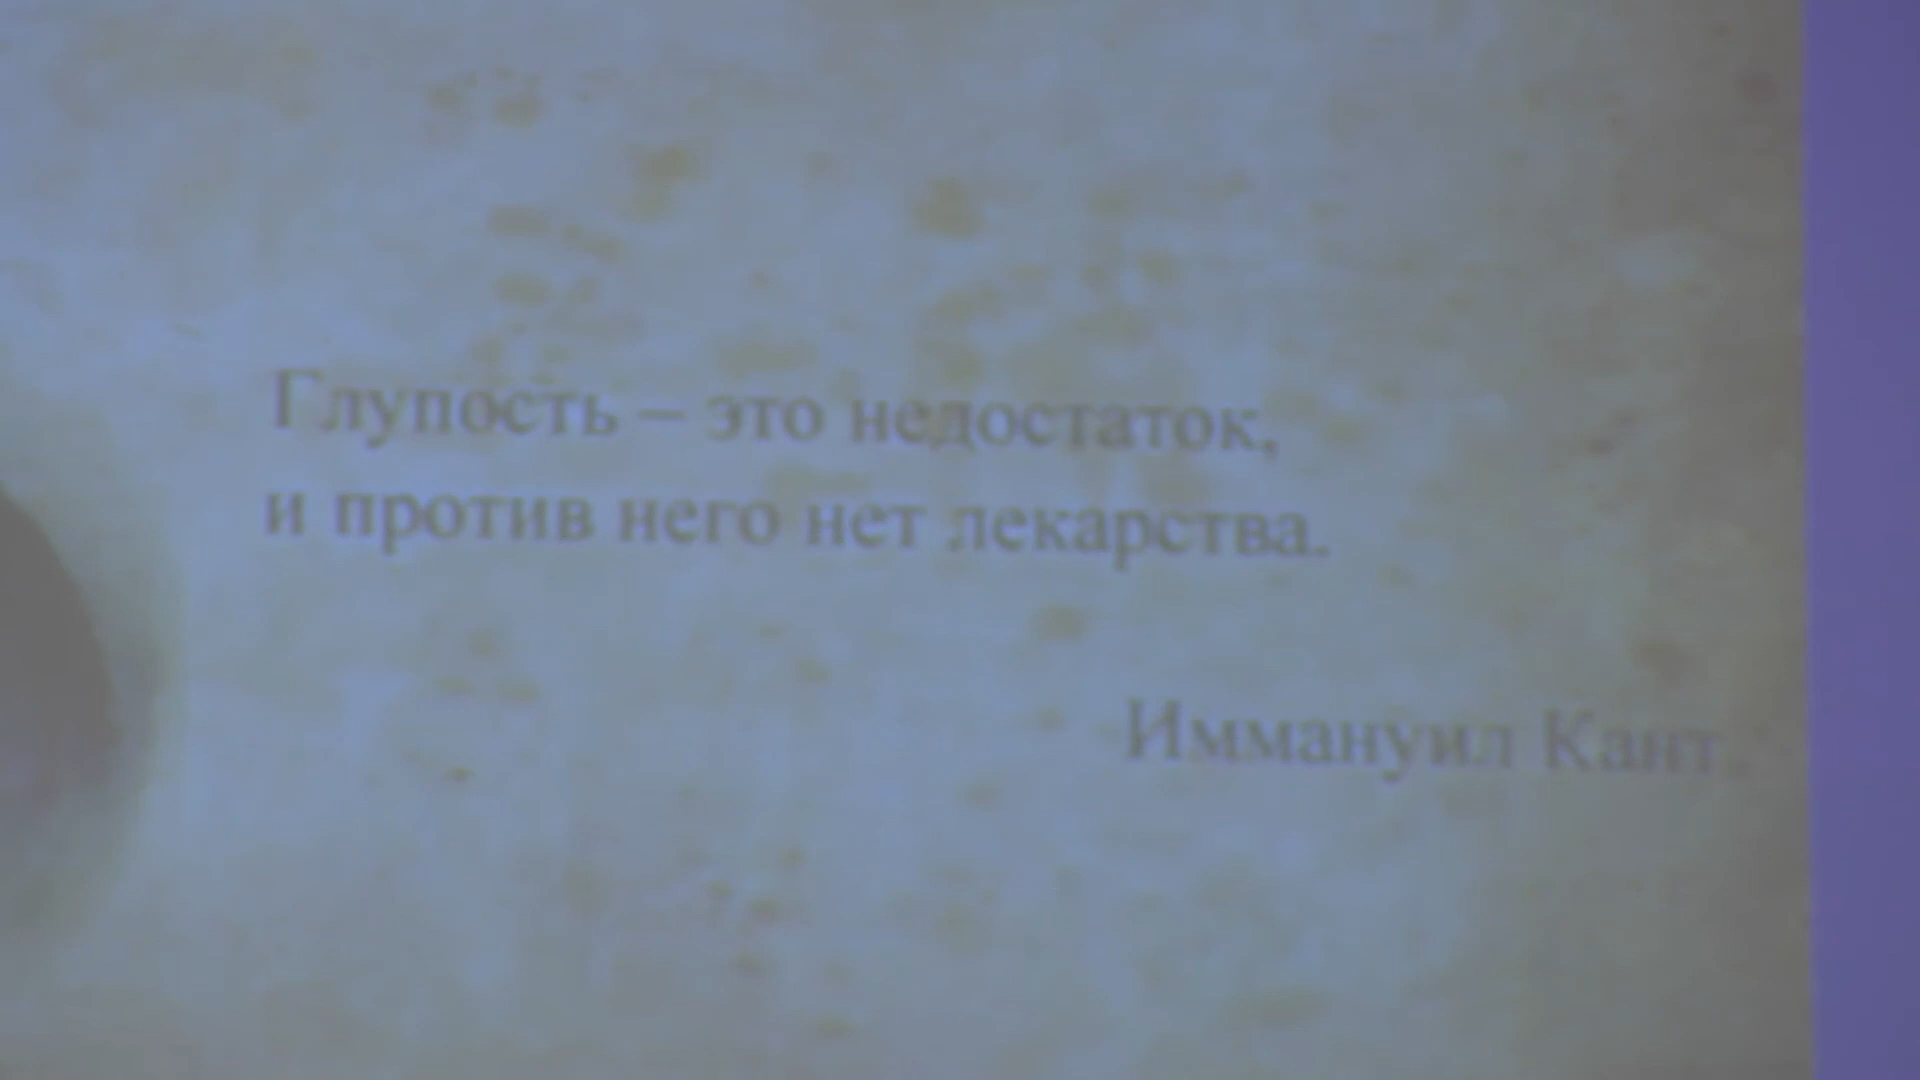 Глупость – это недостаток,
и против него нет лекарства.
Иммануил Кант.